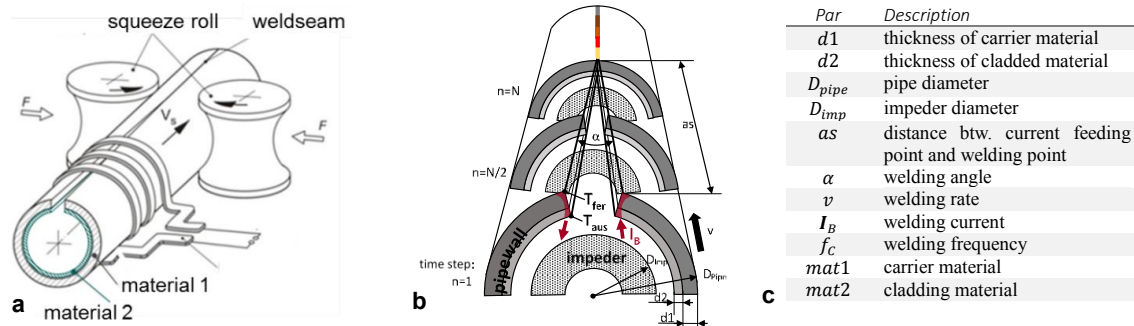 squeeze roll
weldseam
F
V_s
F
material 1
material 2
a
n=N
n=N/2
as
α
T_fer
T_aus
I_B
v
pipewall
impeder
D_Imp
D_Pipe
time step:
n=1
d2
d1
b
c
Par Description
d1 thickness of carrier material
d2 thickness of cladded material
D_pipe pipe diameter
D_imp impeder diameter
as distance btw. current feeding
point and welding point
α welding angle
v welding rate
I_B welding current
f_C welding frequency
mat1 carrier material
mat2 cladding material